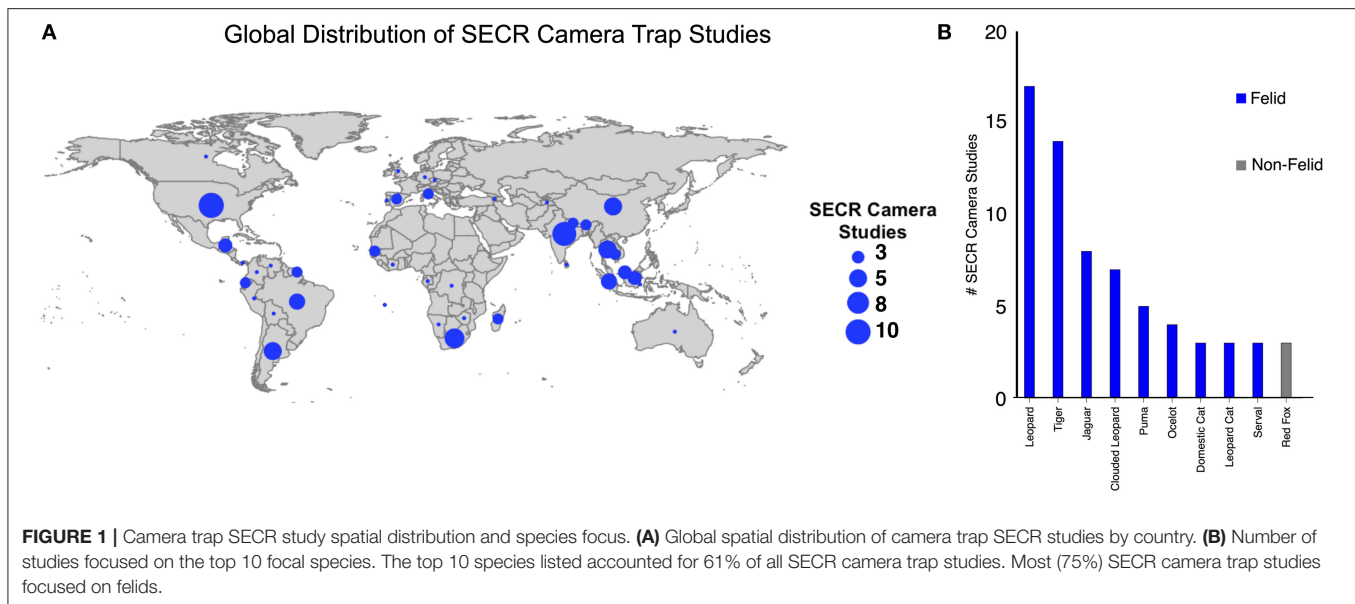 A
Global Distribution of SECR Camera Trap Studies
SECR Camera
Studies
3
5
8
10
B
# SECR Camera Studies
20
15
10
5
0
Felid
Non-Felid
Leopard
Tiger
Jaguar
Clouded Leopard
Puma
Ocelot
Domestic Cat
Leopard Cat
Serval
Red Fox
FIGURE 1 | Camera trap SECR study spatial distribution and species focus. (A) Global spatial distribution of camera trap SECR studies by country. (B) Number of
studies focused on the top 10 focal species. The top 10 species listed accounted for 61% of all SECR camera trap studies. Most (75%) SECR camera trap studies
focused on felids.